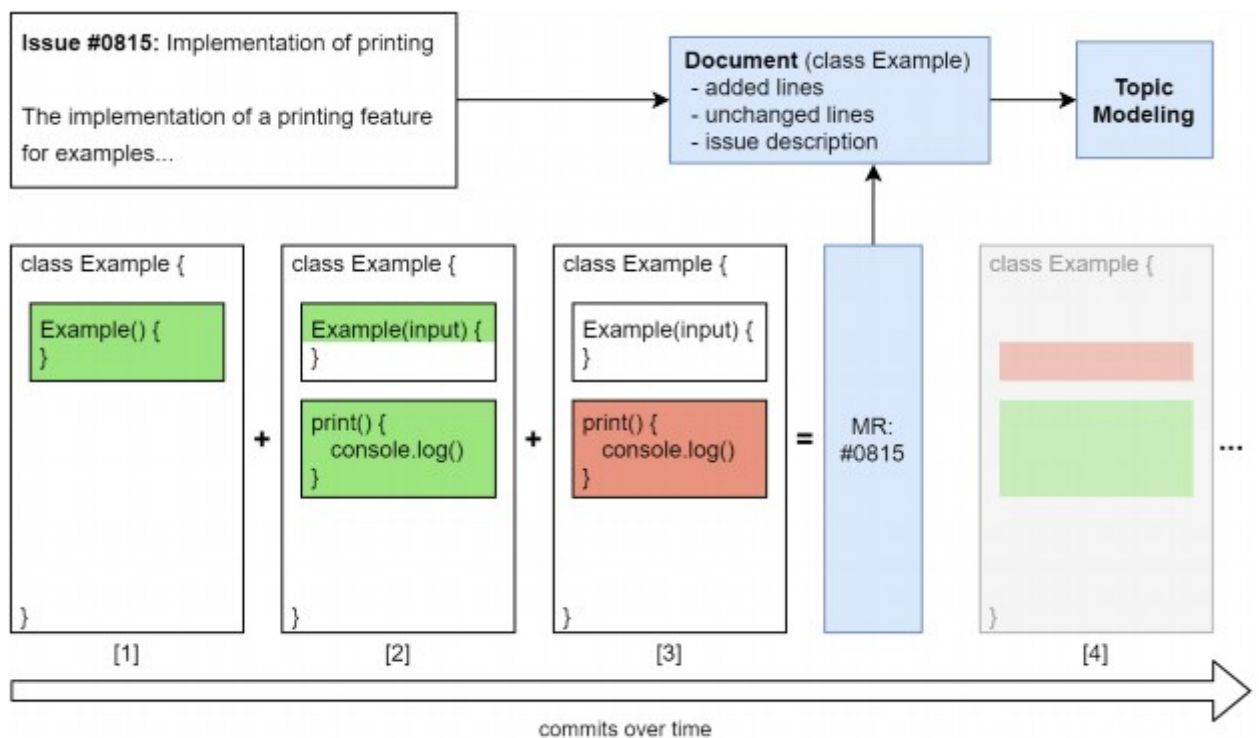 Issue #0815: Implementation of printing
The implementation of a printing feature
for examples...
Document (class Example)
- added lines
- unchanged lines
- issue description
Topic
Modeling
class Example {
Example() {
}
}
[1]
+
class Example {
Example(input) {
}
print() {
console.log()
}
}
[2]
+
class Example {
Example(input) {
}
print() {
console.log()
}
}
[3]
=
MR:
#0815
class Example {
}
[4]
...
commits over time